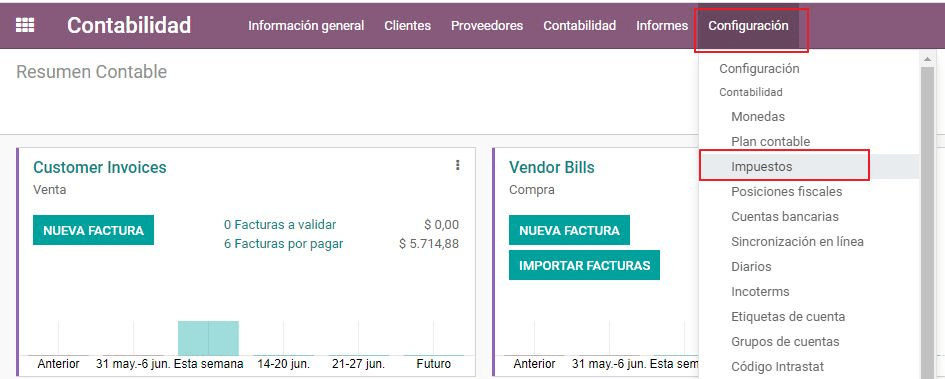 Contabilidad Información general Clientes Proveedores Contabilidad Informes Configuración
Resumen Contable
Customer Invoices
Venta
NUEVA FACTURA
0 Facturas a validar $ 0,00
6 Facturas por pagar $ 5.714,88
Anterior 31 may.-6 jun. Esta semana 14-20 jun. 21-27 jun. Futuro
Vendor Bills
Compra
NUEVA FACTURA
IMPORTAR FACTURAS
Anterior 31 may.-6 jun. Esta
Configuración
Contabilidad
Monedas
Plan contable
Impuestos
Posiciones fiscales
Cuentas bancarias
Sincronización en línea
Diarios
Incoterms
Etiquetas de cuenta
Grupos de cuentas
Código Intrastat